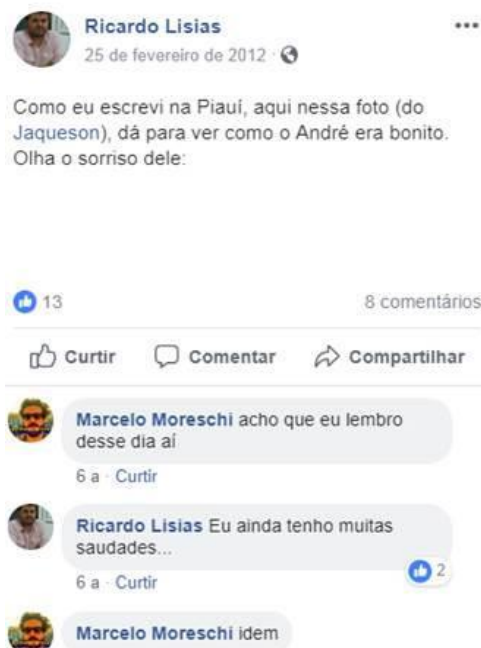 Ricardo Lisias
25 de fevereiro de 2012
Como eu escrevi na Piauí, aqui nessa foto (do
Jaqueson), dá para ver como o André era bonito.
Olha o sorriso dele:
13
8 comentários
Curtir
Comentar
Compartilhar
Marcelo Moreschi acho que eu lembro
desse dia aí
6 a · Curtir
Ricardo Lisias Eu ainda tenho muitas
saudades...
2
6 a · Curtir
Marcelo Moreschi idem